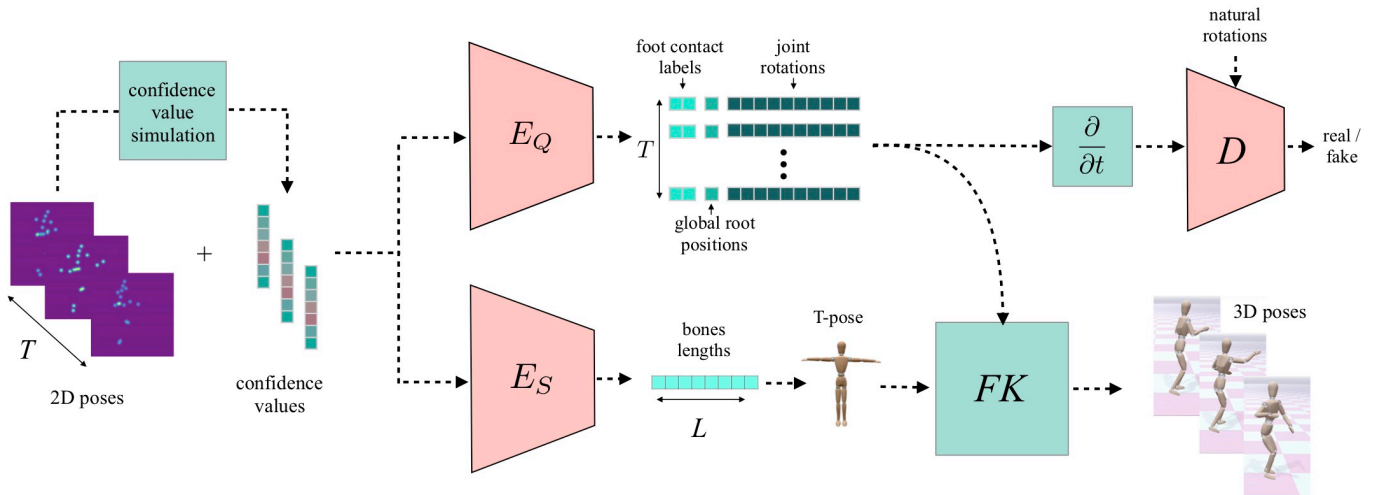 confidence
value
simulation
+
T
2D poses
confidence
values
E_Q
foot contact
labels
joint
rotations
T
global root
positions
∂
∂t
natural
rotations
D
real /
fake
E_S
bones
lengths
L
T-pose
FK
3D poses